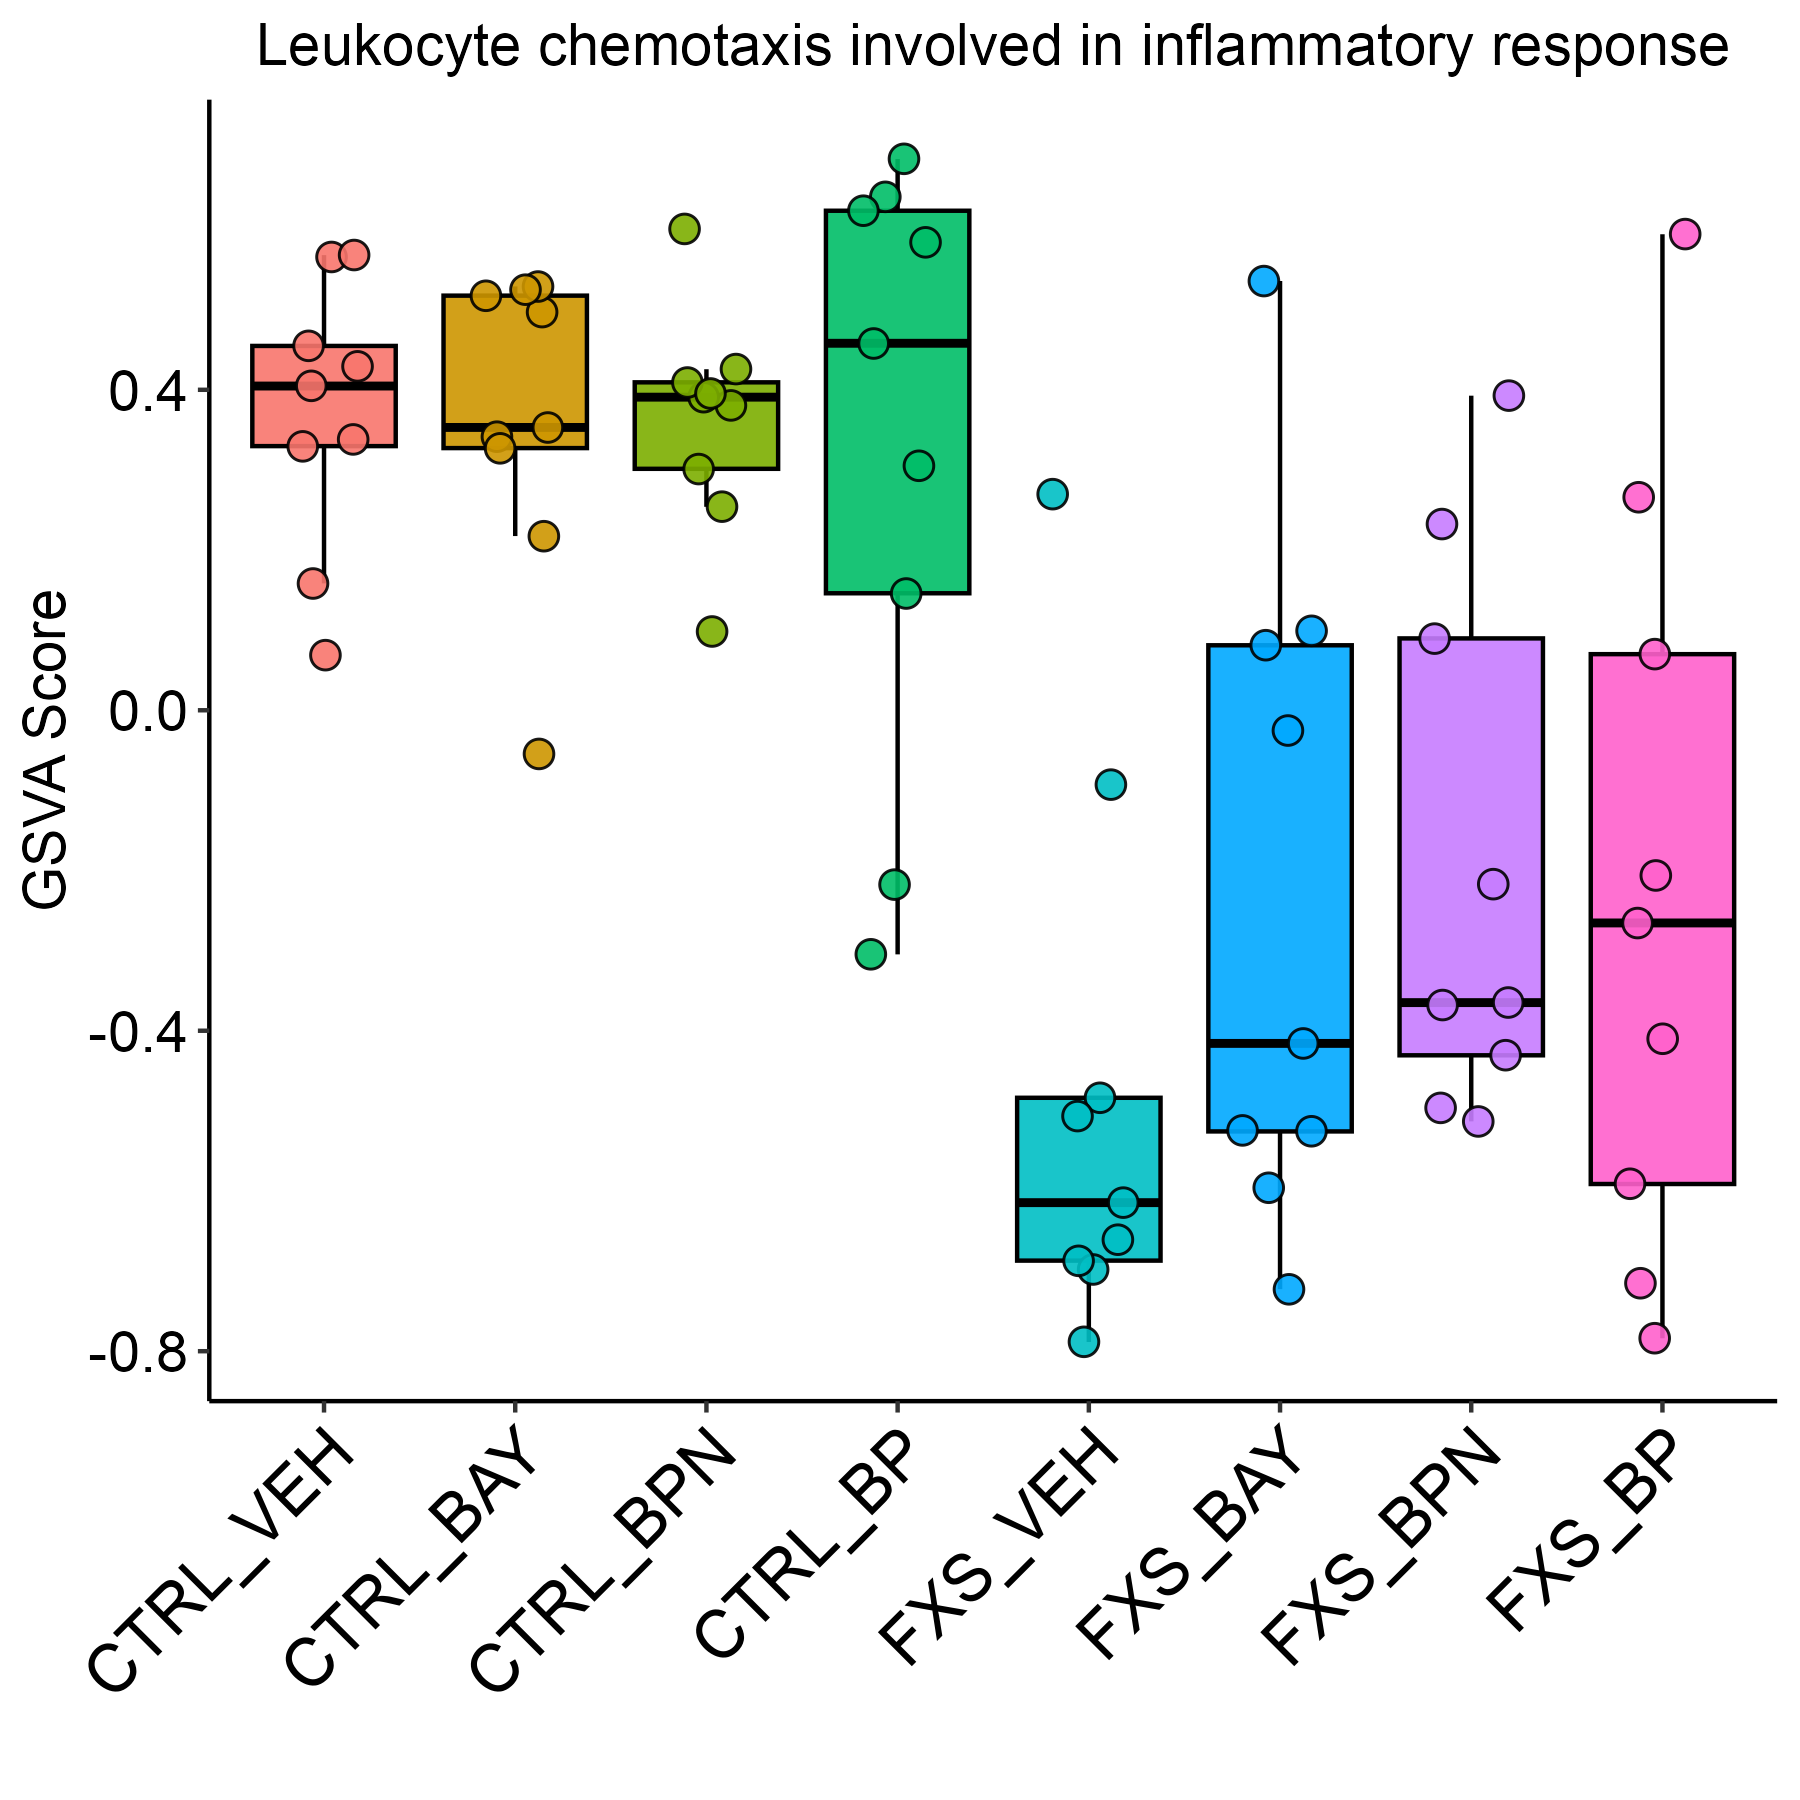 Leukocyte chemotaxis involved in inflammatory response
GSVA Score
0.4
0.0
-0.4
-0.8
CTRL_VEH
CTRL_BAY
CTRL_BPN
CTRL_BP
FXS_VEH
FXS_BAY
FXS_BPN
FXS_BP